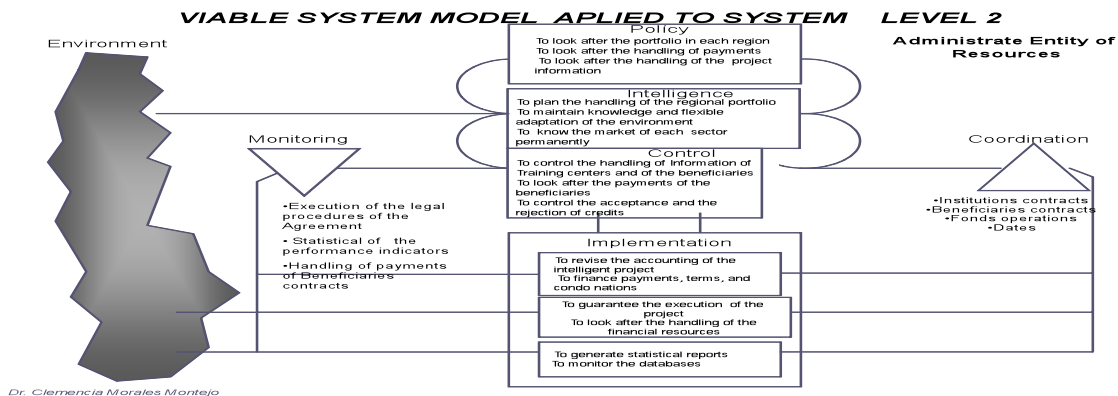 VIABLE SYSTEM MODEL APLIED TO SYSTEM LEVEL 2
Administrate Entity of
Resources
Environment
Policy
To look after the portfolio in each region
To look after the handling of payments
To look after the handling of the project
information
Intelligence
To plan the handling of the regional portfolio
To maintain knowledge and flexible
adaptation of the environment
To know the market of each sector
permanently
Control
To control the handling of Information of
Training centers and of the beneficiaries
To look after the payments of the
beneficiaries
To control the acceptance and the
rejection of credits
Monitoring
•Execution of the legal
procedures of the
Agreement
• Statistical of the
performance indicators
•Handling of payments
of Beneficiaries
contracts
Coordination
•Institutions contracts
•Beneficiaries contracts
•Fonds operations
•Dates
Implementation
To revise the accounting of the
intelligent project
To finance payments, terms, and
condo nations
To guarantee the execution of the
project
To look after the handling of the
financial resources
To generate statistical reports
To monitor the databases
Dr. Clemencia Morales Montejo